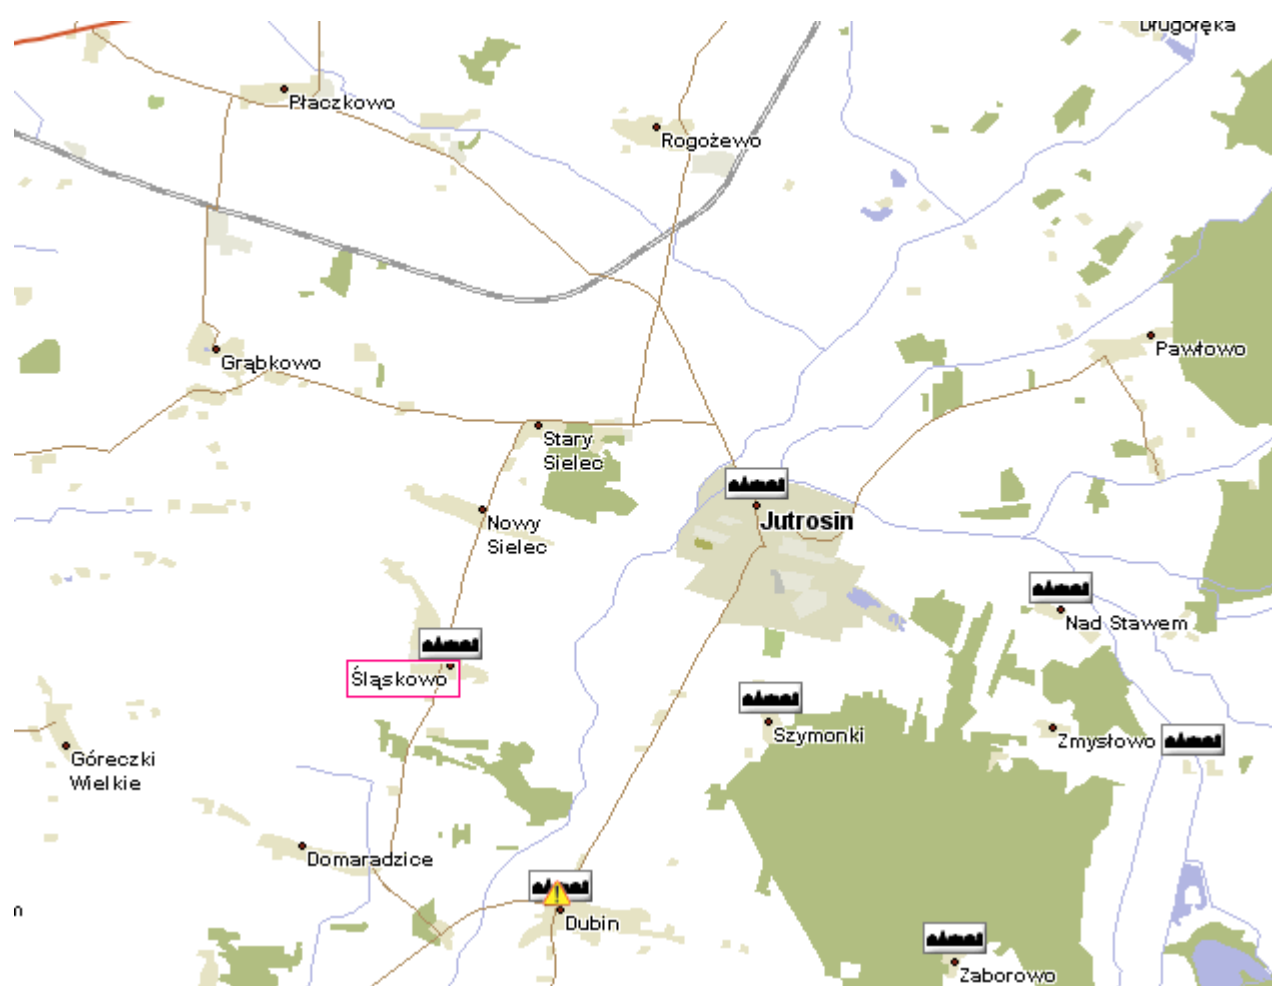 Długołęka
Płaczkowo
Rogożewo
Grąbkowo
Pawłowo
Stary
Sielec
Jutrosin
Nowy
Sielec
Nad Stawem
Śląskowo
Szymonki
Zmysłowo
Góreczki
Wielkie
Domaradzice
n
Dubin
Zaborowo